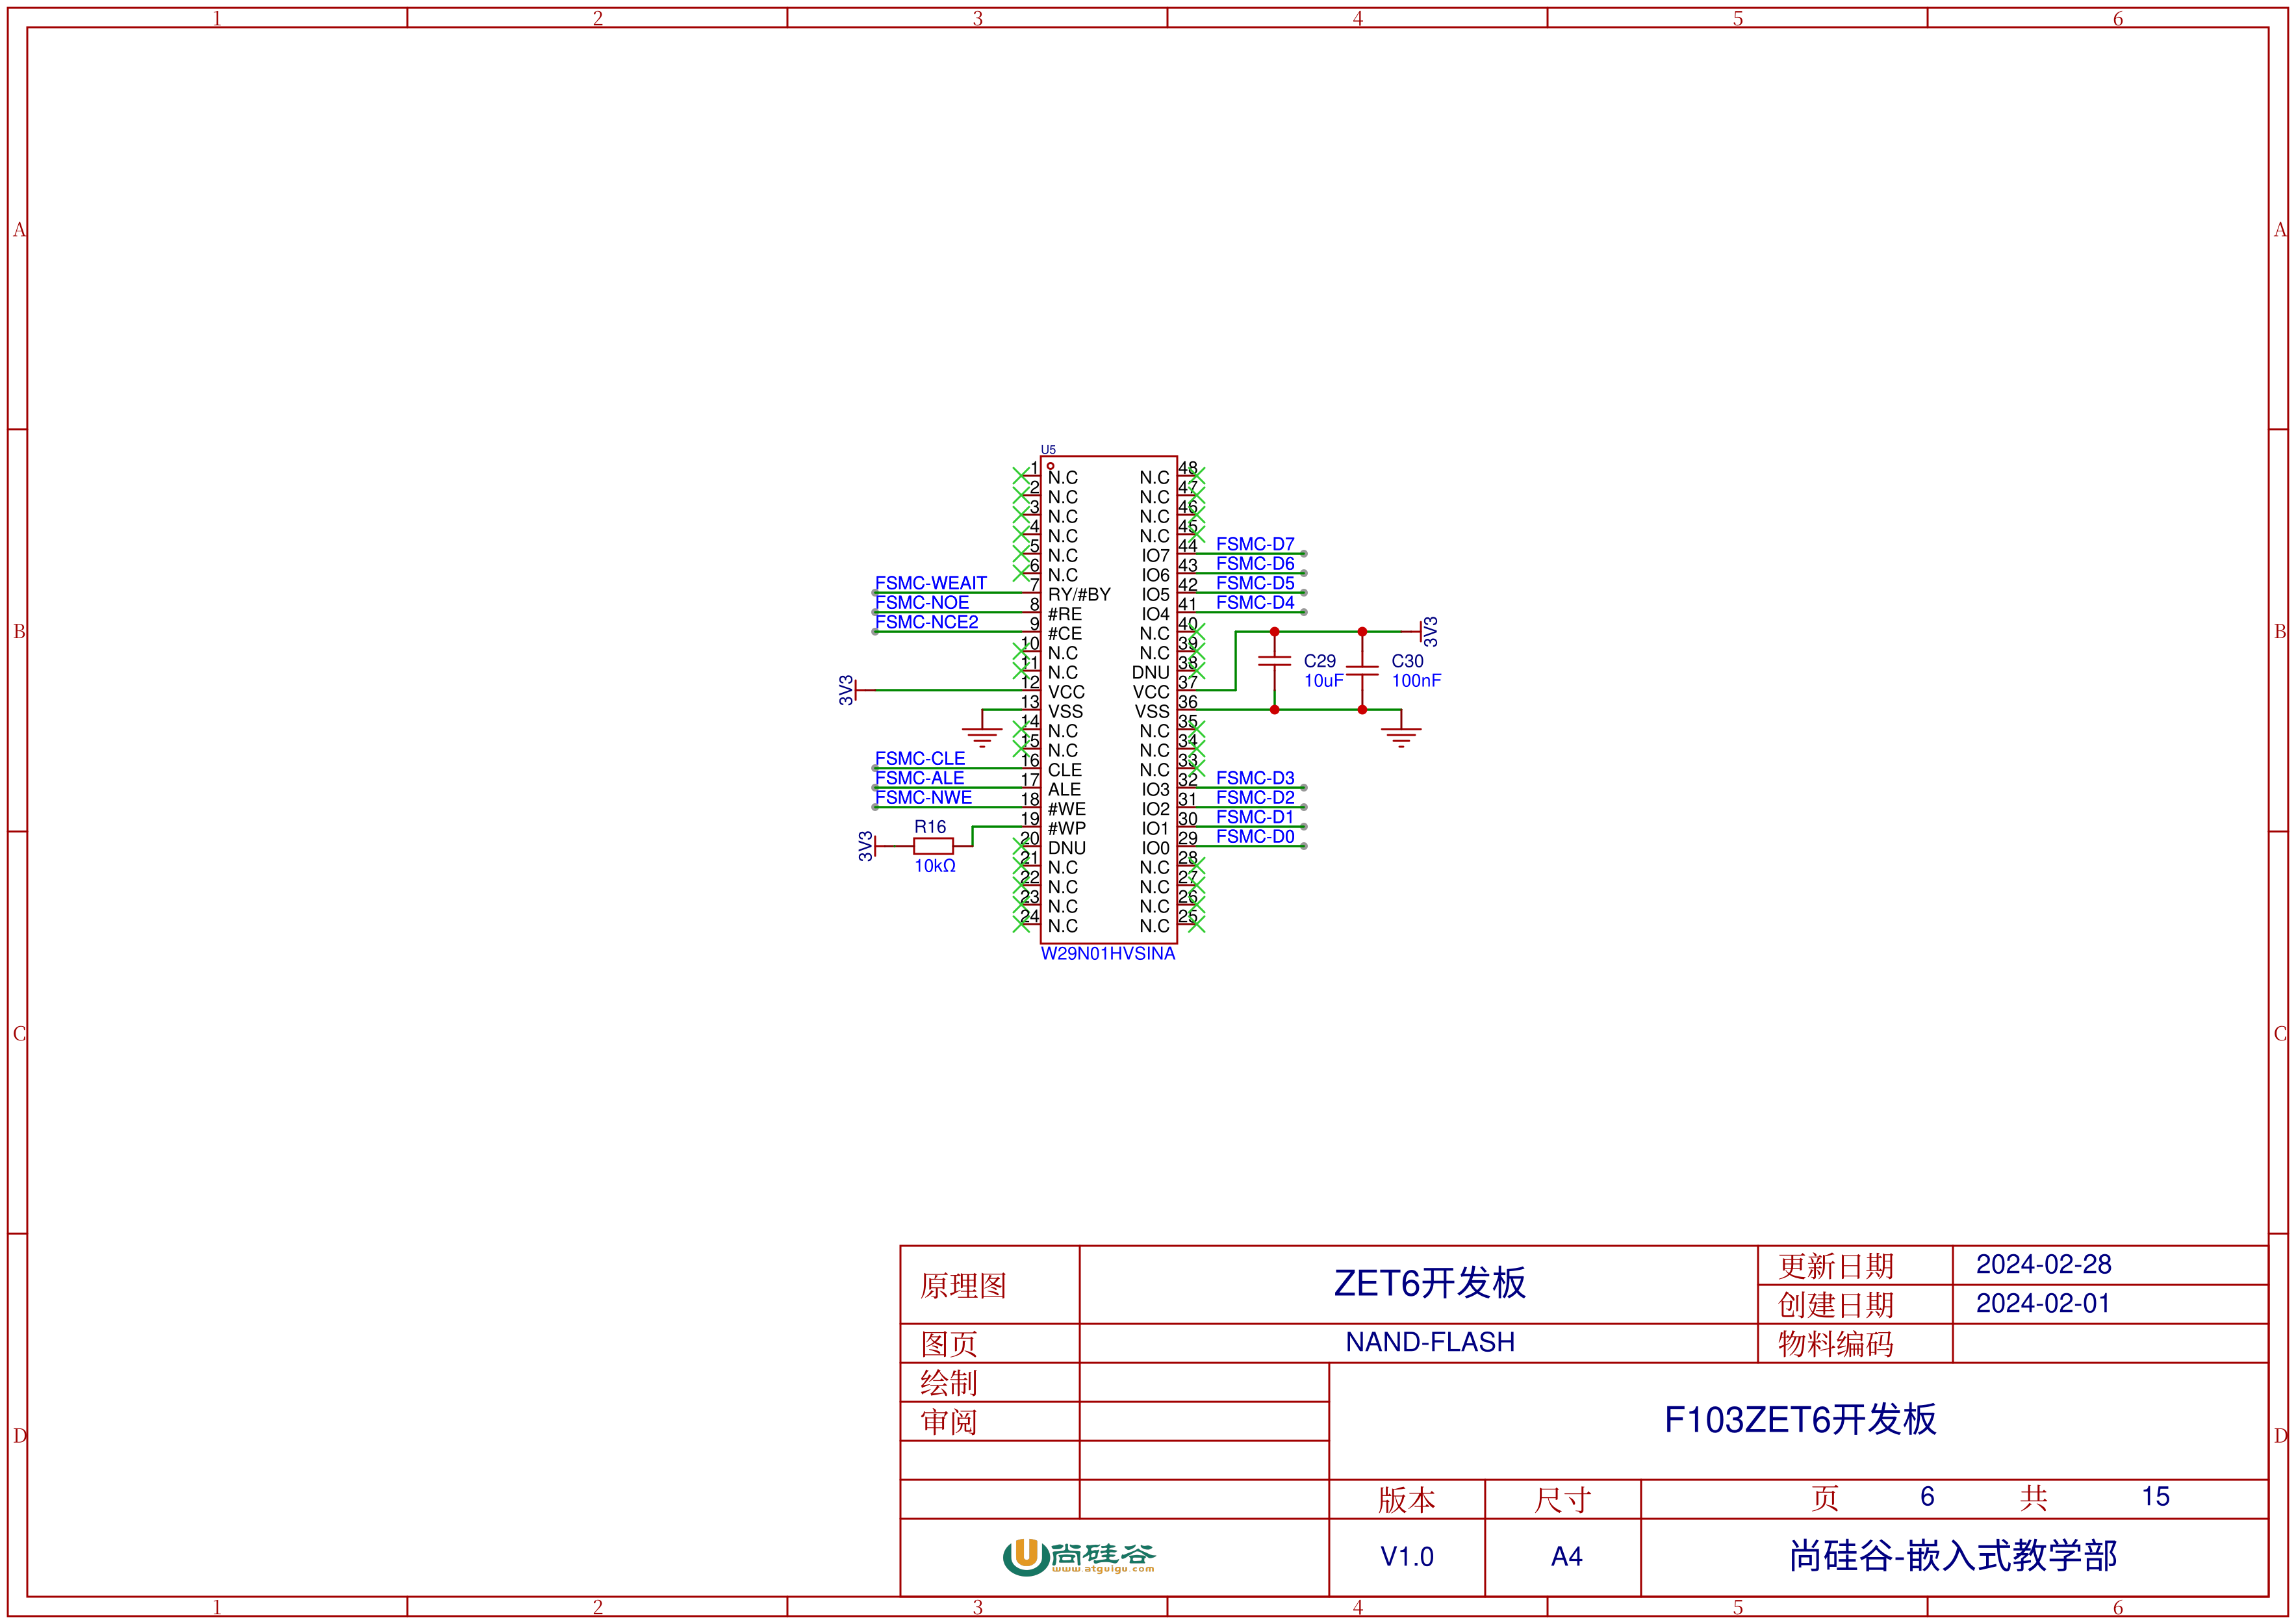 1 2 3 4 5 6
A A
B B
C C
D D
U5
1 N.C N.C 48
2 N.C N.C 47
3 N.C N.C 46
4 N.C N.C 45
5 N.C IO7 44 FSMC-D7
6 N.C IO6 43 FSMC-D6
FSMC-WEAIT 7 RY/#BY IO5 42 FSMC-D5
FSMC-NOE 8 #RE IO4 41 FSMC-D4
FSMC-NCE2 9 #CE N.C 40 3V3
10 N.C N.C 39
11 N.C DNU 38 C29 C30
3V3 12 VCC VCC 37 10uF 100nF
13 VSS VSS 36
14 N.C N.C 35
15 N.C N.C 34
FSMC-CLE 16 CLE N.C 33
FSMC-ALE 17 ALE IO3 32 FSMC-D3
FSMC-NWE 18 #WE IO2 31 FSMC-D2
R16 19 #WP IO1 30 FSMC-D1
3V3 20 DNU IO0 29 FSMC-D0
10kΩ 21 N.C N.C 28
22 N.C N.C 27
23 N.C N.C 26
24 N.C N.C 25
W29N01HVSINA
原理图 ZET6开发板 更新日期 2024-02-28
创建日期 2024-02-01
图页 NAND-FLASH 物料编码
绘制
审阅
F103ZET6开发板
版本 尺寸 页 6 共 15
尚硅谷
www.atguigu.com
V1.0 A4 尚硅谷-嵌入式教学部
1 2 3 4 5 6